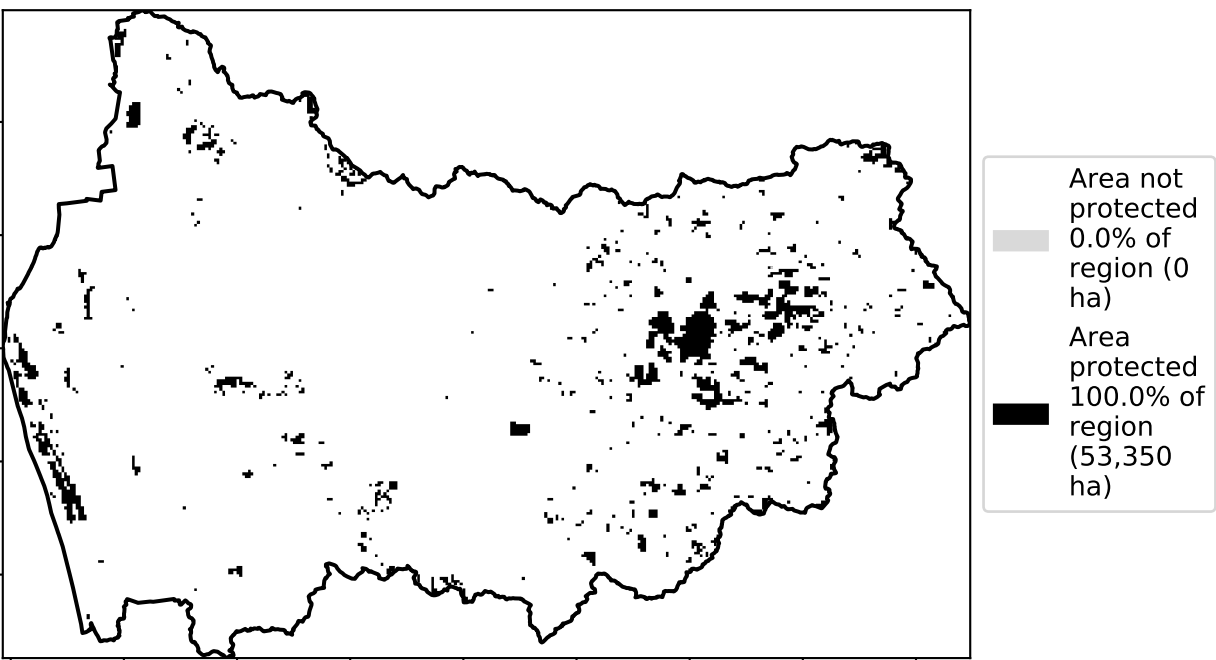 Area not
protected
0.0% of
region (0
ha)
Area
protected
100.0% of
region
(53,350
ha)